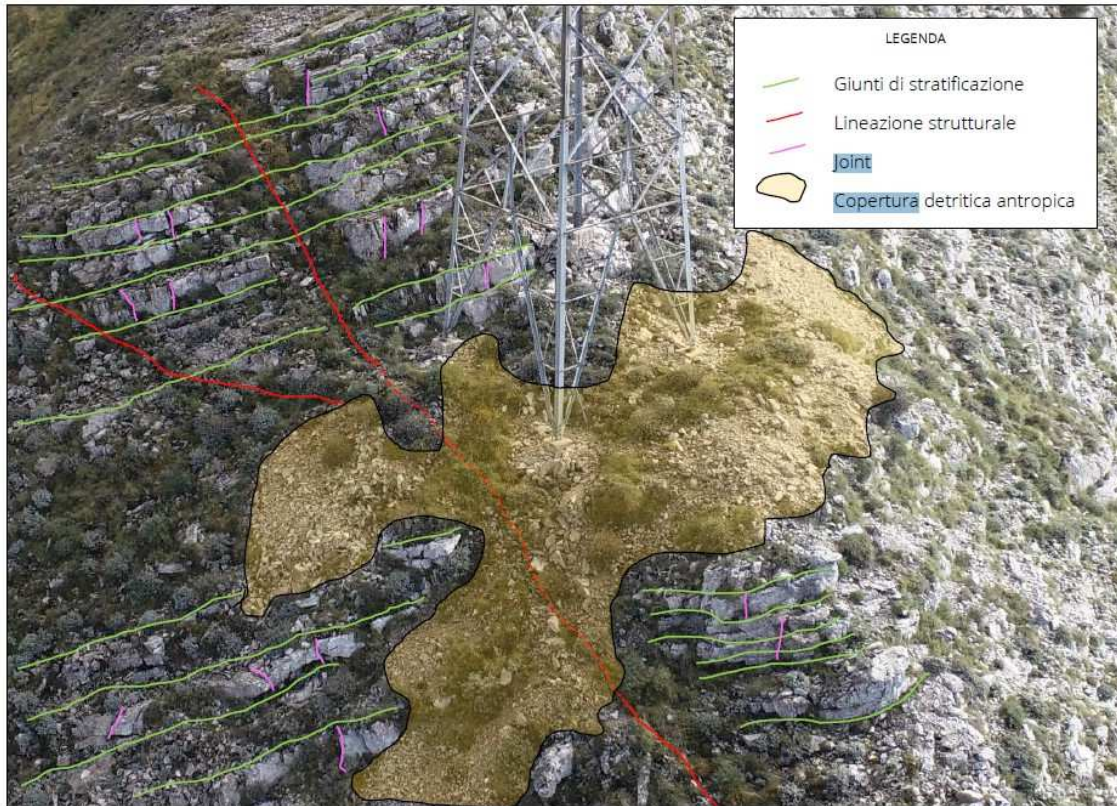 LEGENDA
Giunti di stratificazione
Lineazione strutturale
Joint
Copertura detritica antropica